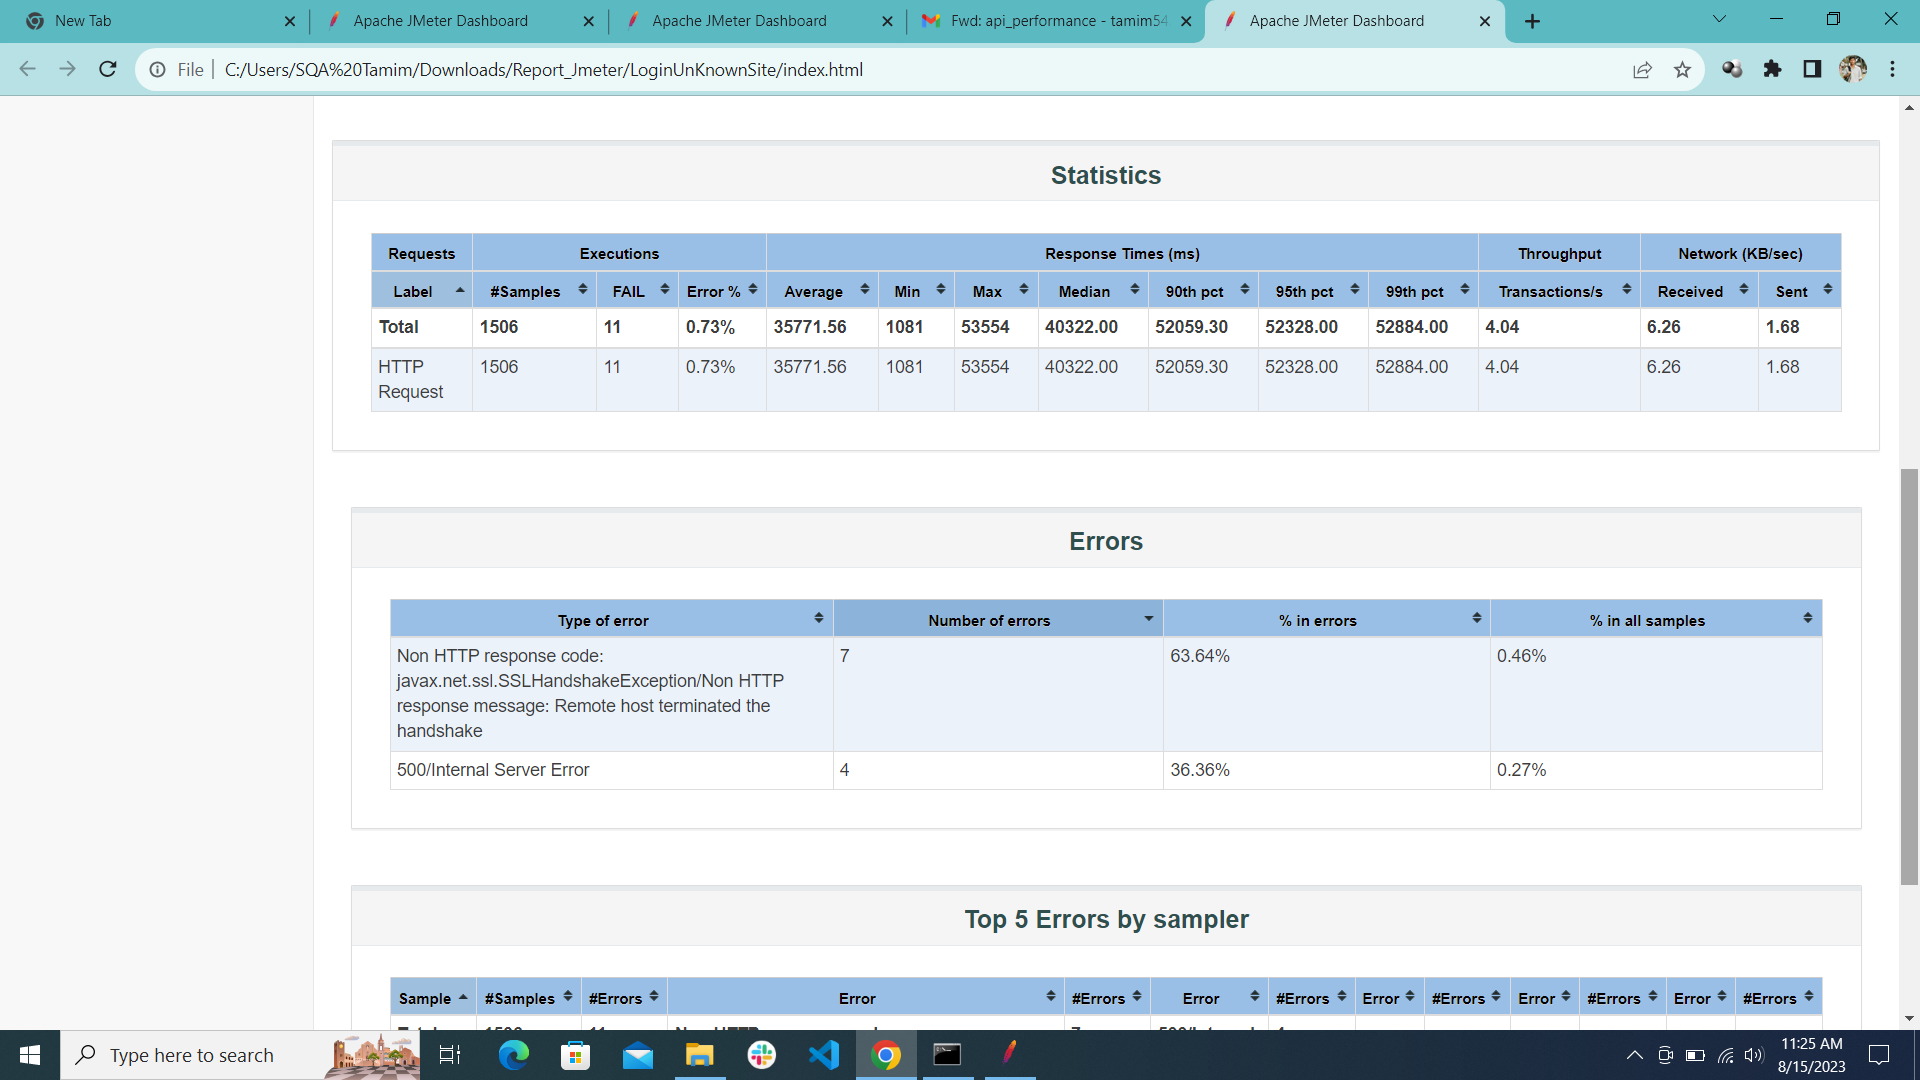 New Tab
Apache JMeter Dashboard
Apache JMeter Dashboard
Fwd: api_performance - tamim54
Apache JMeter Dashboard
File
C:/Users/SQA%20Tamim/Downloads/Report_Jmeter/LoginUnKnownSite/index.html
Statistics
Requests Executions Response Times (ms) Throughput Network (KB/sec)
Label #Samples FAIL Error % Average Min Max Median 90th pct 95th pct 99th pct Transactions/s Received Sent
Total 1506 11 0.73% 35771.56 1081 53554 40322.00 52059.30 52328.00 52884.00 4.04 6.26 1.68
HTTP Request 1506 11 0.73% 35771.56 1081 53554 40322.00 52059.30 52328.00 52884.00 4.04 6.26 1.68
Errors
Type of error Number of errors % in errors % in all samples
Non HTTP response code: 7 63.64% 0.46%
javax.net.ssl.SSLHandshakeException/Non HTTP
response message: Remote host terminated the
handshake
500/Internal Server Error 4 36.36% 0.27%
Top 5 Errors by sampler
Sample #Samples #Errors Error #Errors Error #Errors Error #Errors Error #Errors Error #Errors
Type here to search
11:25 AM
8/15/2023